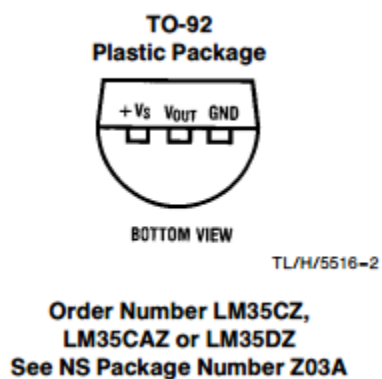 TO-92
Plastic Package
+VS VOUT GND
BOTTOM VIEW
TL/H/5516–2
Order Number LM35CZ,
LM35CAZ or LM35DZ
See NS Package Number Z03A